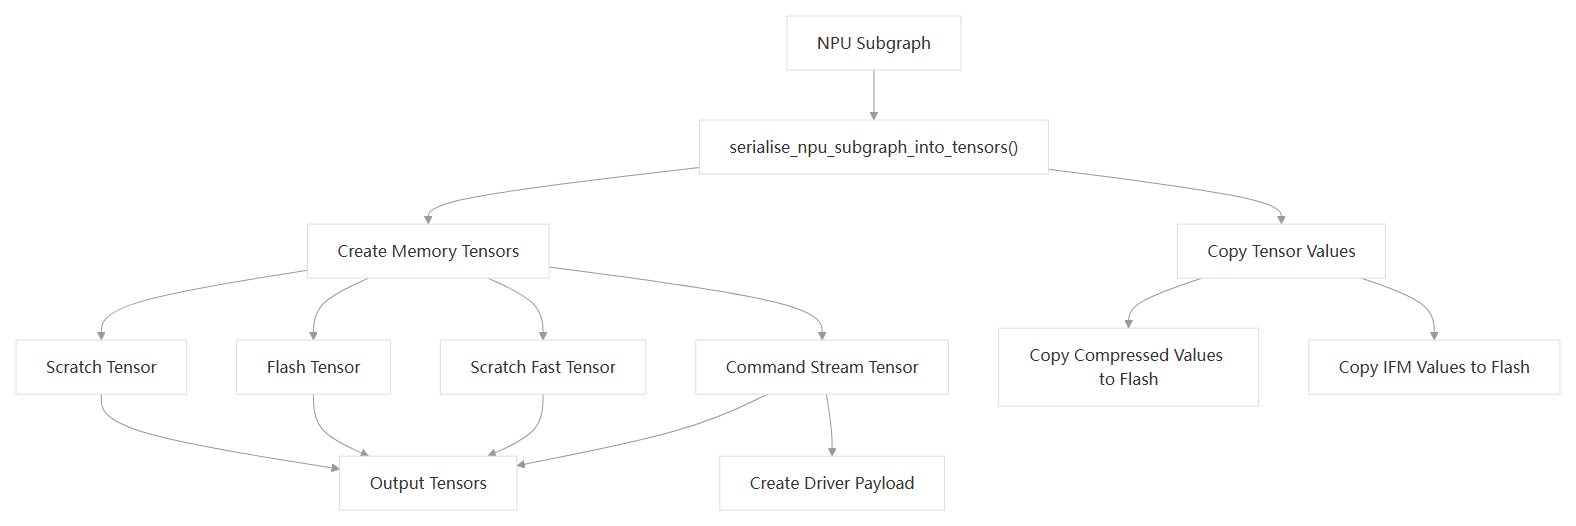 NPU Subgraph
serialise_npu_subgraph_into_tensors()
Create Memory Tensors
Copy Tensor Values
Scratch Tensor
Flash Tensor
Scratch Fast Tensor
Command Stream Tensor
Copy Compressed Values
to Flash
Copy IFM Values to Flash
Output Tensors
Create Driver Payload